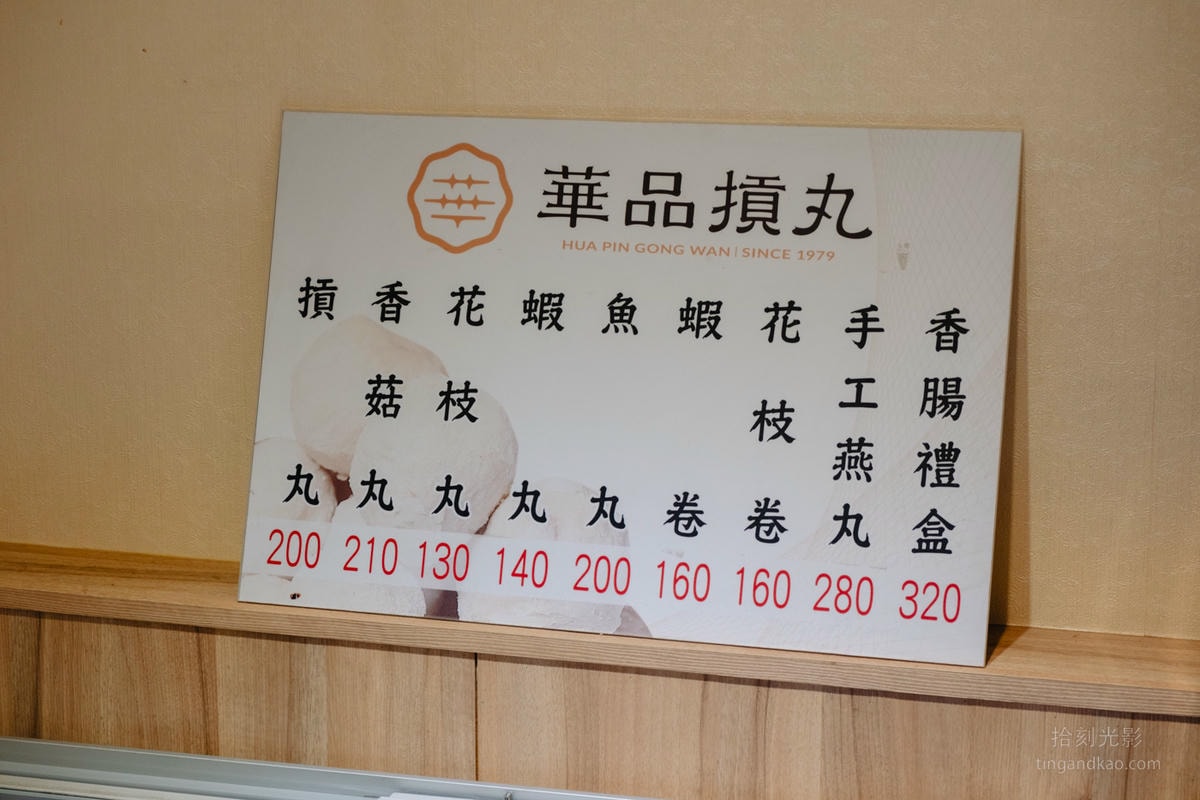 華品摃丸
HUA PIN GONG WAN | SINCE 1979
摃丸 200
香菇丸 210
花枝丸 130
蝦丸 140
魚丸 200
蝦卷 160
花枝卷 160
手工燕丸 280
香腸禮盒 320
拾刻光影
tingandkao.com